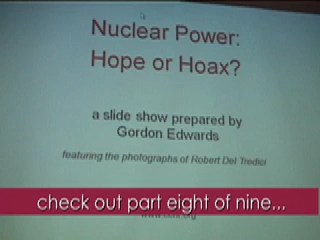 Nuclear Power:
Hope or Hoax?
a slide show prepared by
Gordon Edwards
featuring the photographs of Robert Del Tredici
check out part eight of nine...